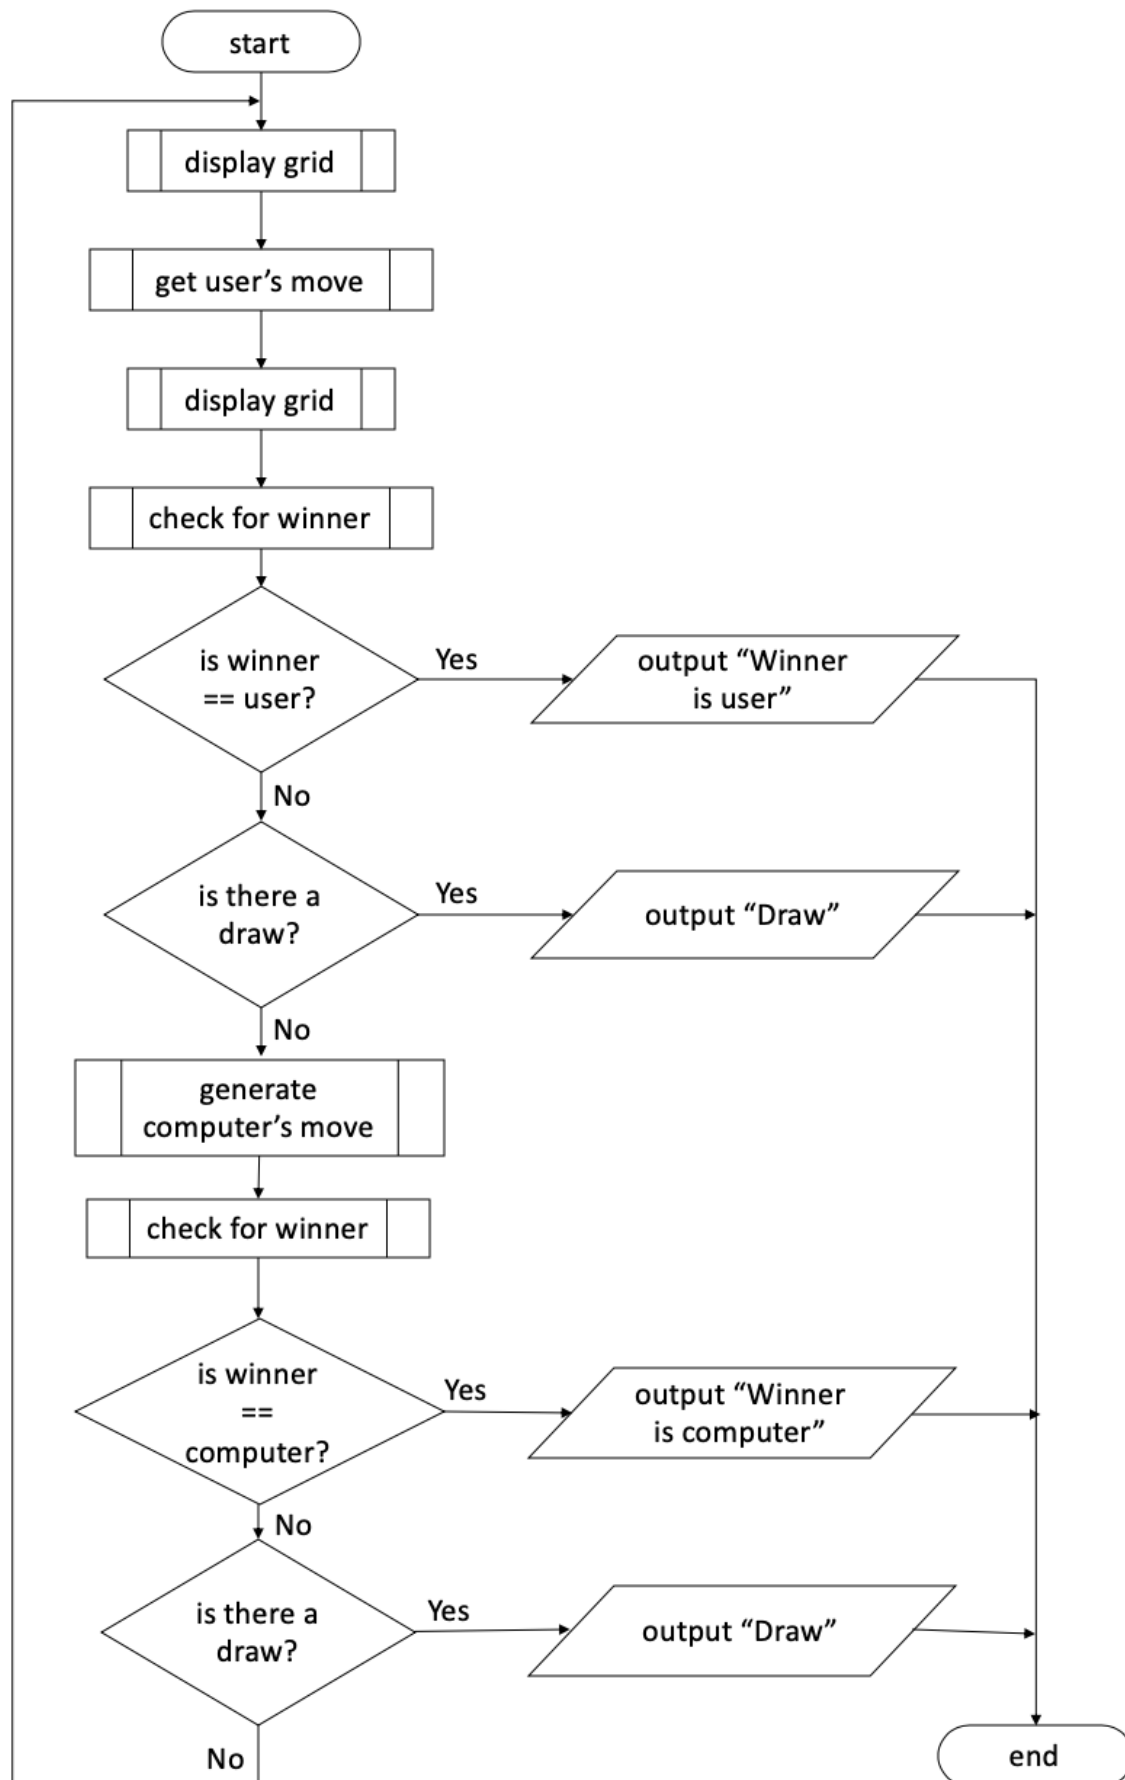 start
display grid
get user’s move
display grid
check for winner
is winner
== user?
Yes
output “Winner
is user”
No
is there a
draw?
Yes
output “Draw”
No
generate
computer’s move
check for winner
is winner
==
computer?
Yes
output “Winner
is computer”
No
is there a
draw?
Yes
output “Draw”
No
end